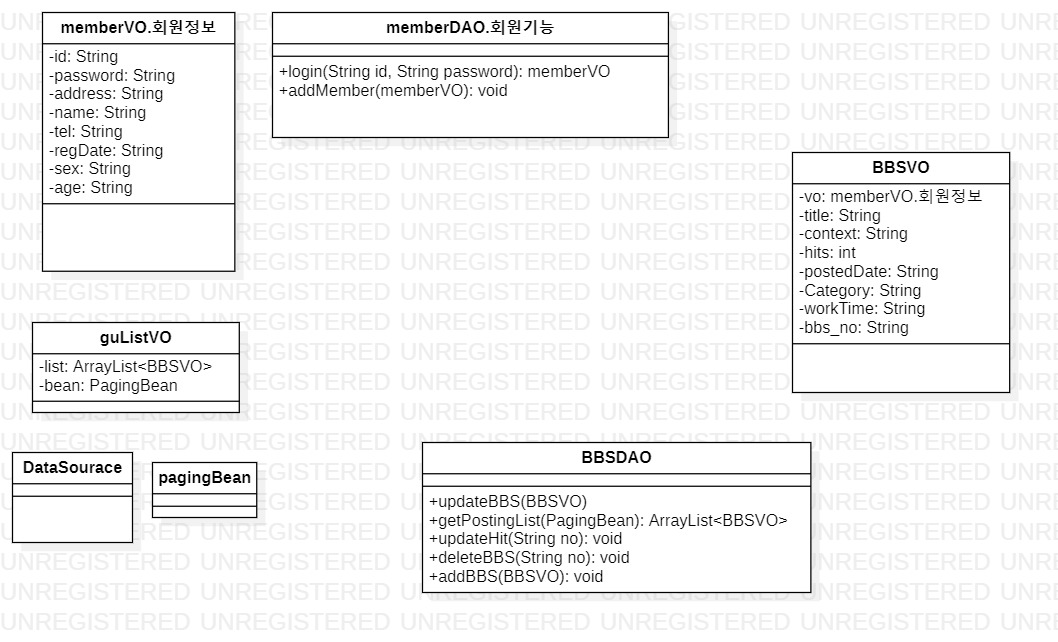 memberVO.회원정보
-id: String
-password: String
-address: String
-name: String
-tel: String
-regDate: String
-sex: String
-age: String
memberDAO.회원기능
+login(String id, String password): memberVO
+addMember(memberVO): void
BBSVO
-vo: memberVO.회원정보
-title: String
-context: String
-hits: int
-postedDate: String
-Category: String
-workTime: String
-bbs_no: String
guListVO
-list: ArrayList<BBSVO>
-bean: PagingBean
DataSourace
pagingBean
BBSDAO
+updateBBS(BBSVO)
+getPostingList(PagingBean): ArrayList<BBSVO>
+updateHit(String no): void
+deleteBBS(String no): void
+addBBS(BBSVO): void
UNREGISTERED UNREGISTERED UNREGISTERED UNREGISTERED UNREGISTERED UNRE